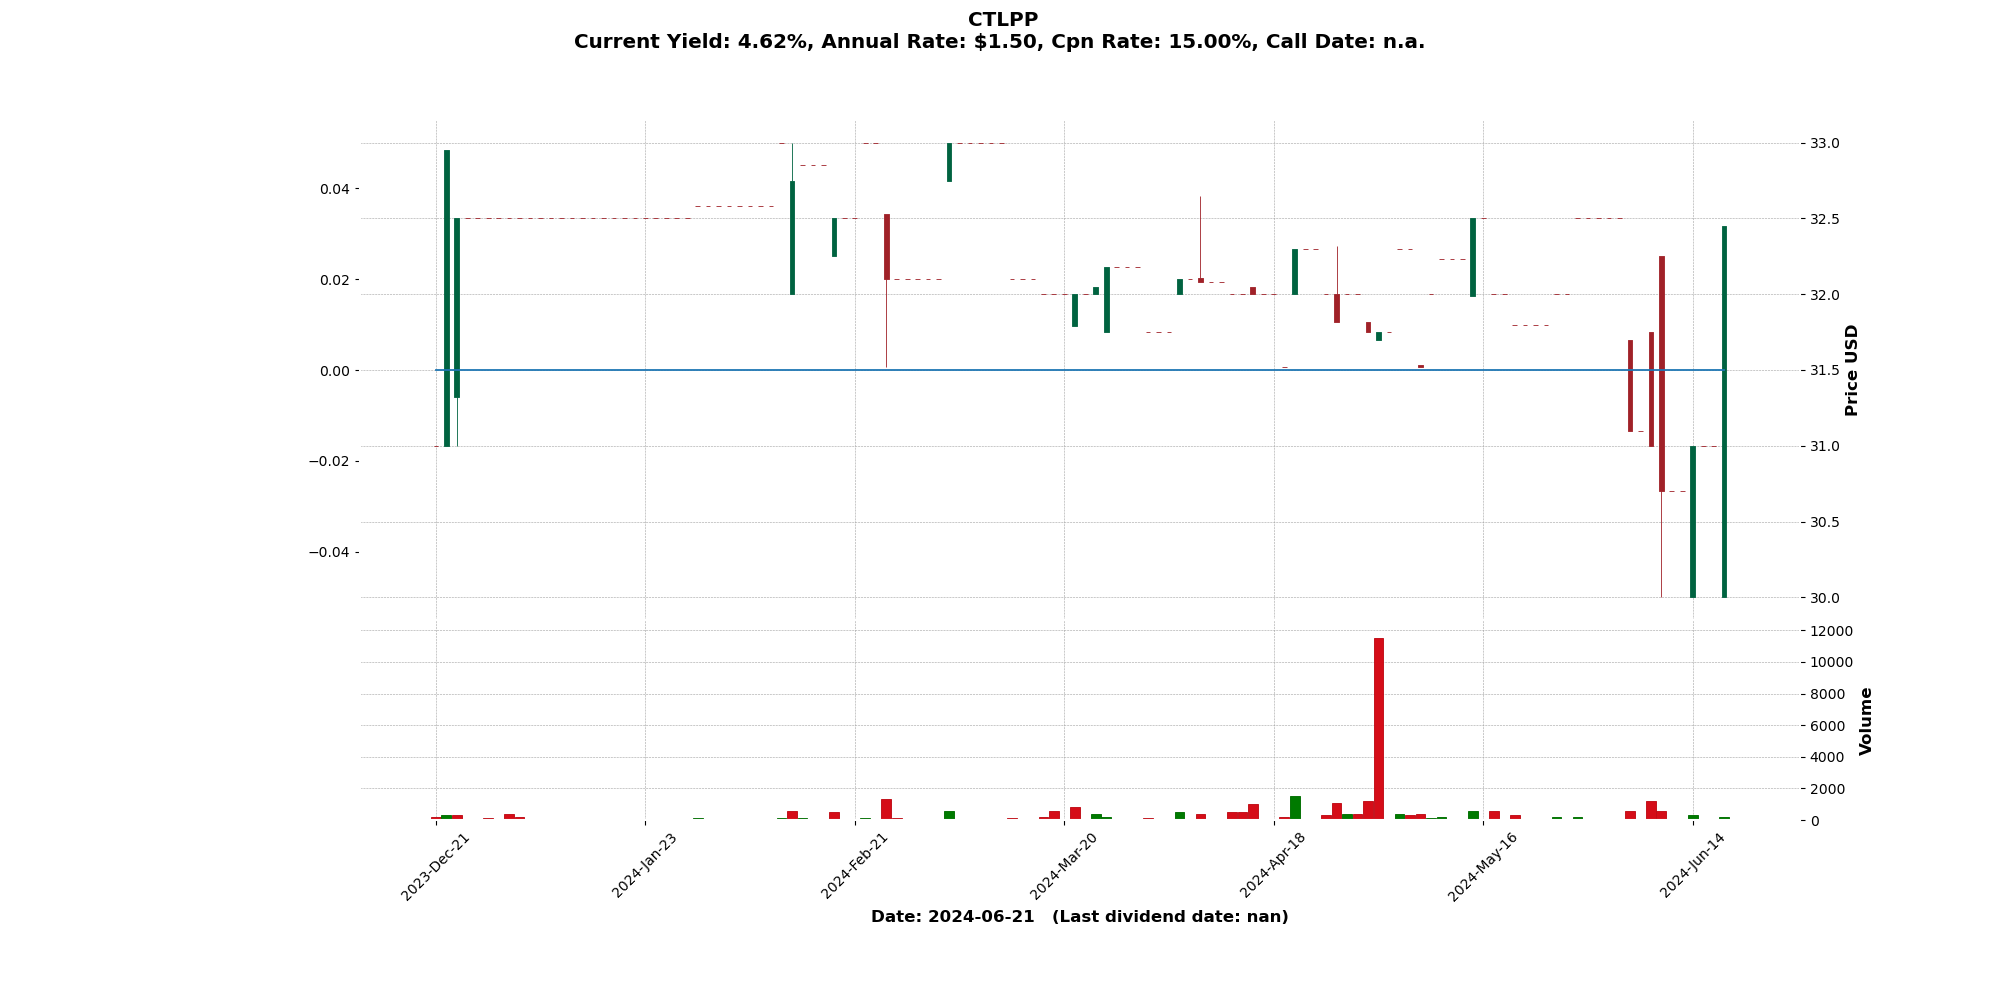 CTLPP
Current Yield: 4.62%, Annual Rate: $1.50, Cpn Rate: 15.00%, Call Date: n.a.
0.04
0.02
0.00
−0.02
−0.04
33.0
32.5
32.0
31.5
31.0
30.5
30.0
Price USD
12000
10000
8000
6000
4000
2000
0
Volume
2023-Dec-21
2024-Jan-23
2024-Feb-21
2024-Mar-20
2024-Apr-18
2024-May-16
2024-Jun-14
Date: 2024-06-21   (Last dividend date: nan)